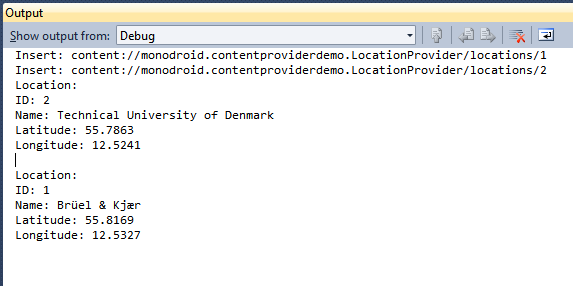 Output
Show output from: Debug
Insert: content://monodroid.contentproviderdemo.LocationProvider/locations/1
Insert: content://monodroid.contentproviderdemo.LocationProvider/locations/2
Location:
ID: 2
Name: Technical University of Denmark
Latitude: 55.7863
Longitude: 12.5241
Location:
ID: 1
Name: Brüel & Kjær
Latitude: 55.8169
Longitude: 12.5327